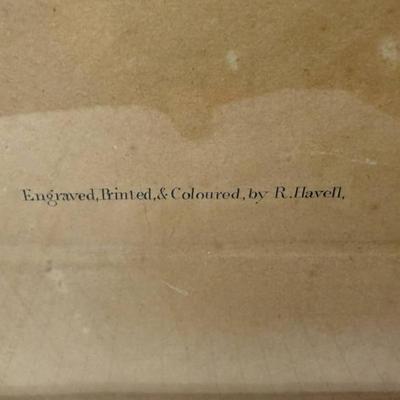 Engraved, Printed, & Coloured, by R. Havell,